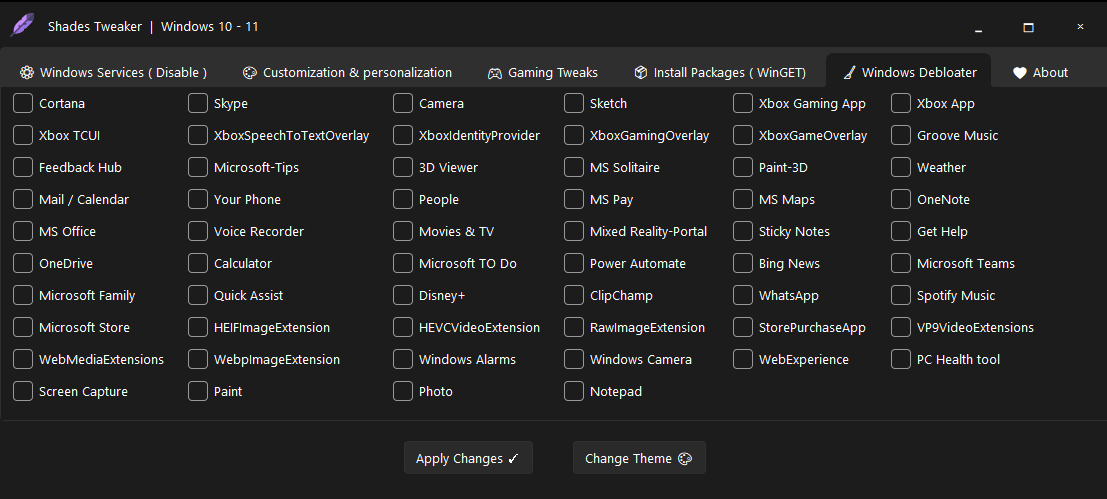 Shades Tweaker | Windows 10 - 11
Windows Services ( Disable ) Customization & personalization Gaming Tweaks Install Packages ( WinGET) Windows Debloater About
Cortana Skype Camera Sketch Xbox Gaming App Xbox App
Xbox TCUI XboxSpeechToTextOverlay XboxIdentityProvider XboxGamingOverlay XboxGameOverlay Groove Music
Feedback Hub Microsoft-Tips 3D Viewer MS Solitaire Paint-3D Weather
Mail / Calendar Your Phone People MS Pay MS Maps OneNote
MS Office Voice Recorder Movies & TV Mixed Reality-Portal Sticky Notes Get Help
OneDrive Calculator Microsoft TO Do Power Automate Bing News Microsoft Teams
Microsoft Family Quick Assist Disney+ ClipChamp WhatsApp Spotify Music
Microsoft Store HEIFImageExtension HEVCVideoExtension RawImageExtension StorePurchaseApp VP9VideoExtensions
WebMediaExtensions WebpImageExtension Windows Alarms Windows Camera WebExperience PC Health tool
Screen Capture Paint Photo Notepad
Apply Changes ✓ Change Theme